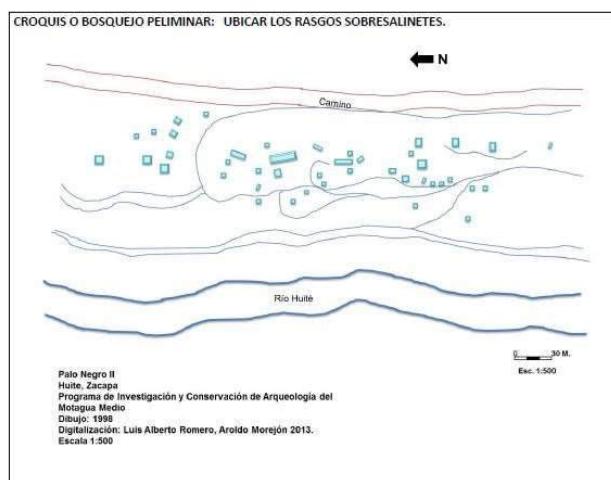 CROQUIS O BOSQUEJO PELIMINAR: UBICAR LOS RASGOS SOBRESALINETES.
N
Camino
Río Huité
0 30 M.
Esc. 1:500
Palo Negro II
Huite, Zacapa
Programa de Investigación y Conservación de Arqueología del
Motagua Medio
Dibujo: 1998
Digitalización: Luis Alberto Romero, Aroldo Morejón 2013.
Escala 1:500